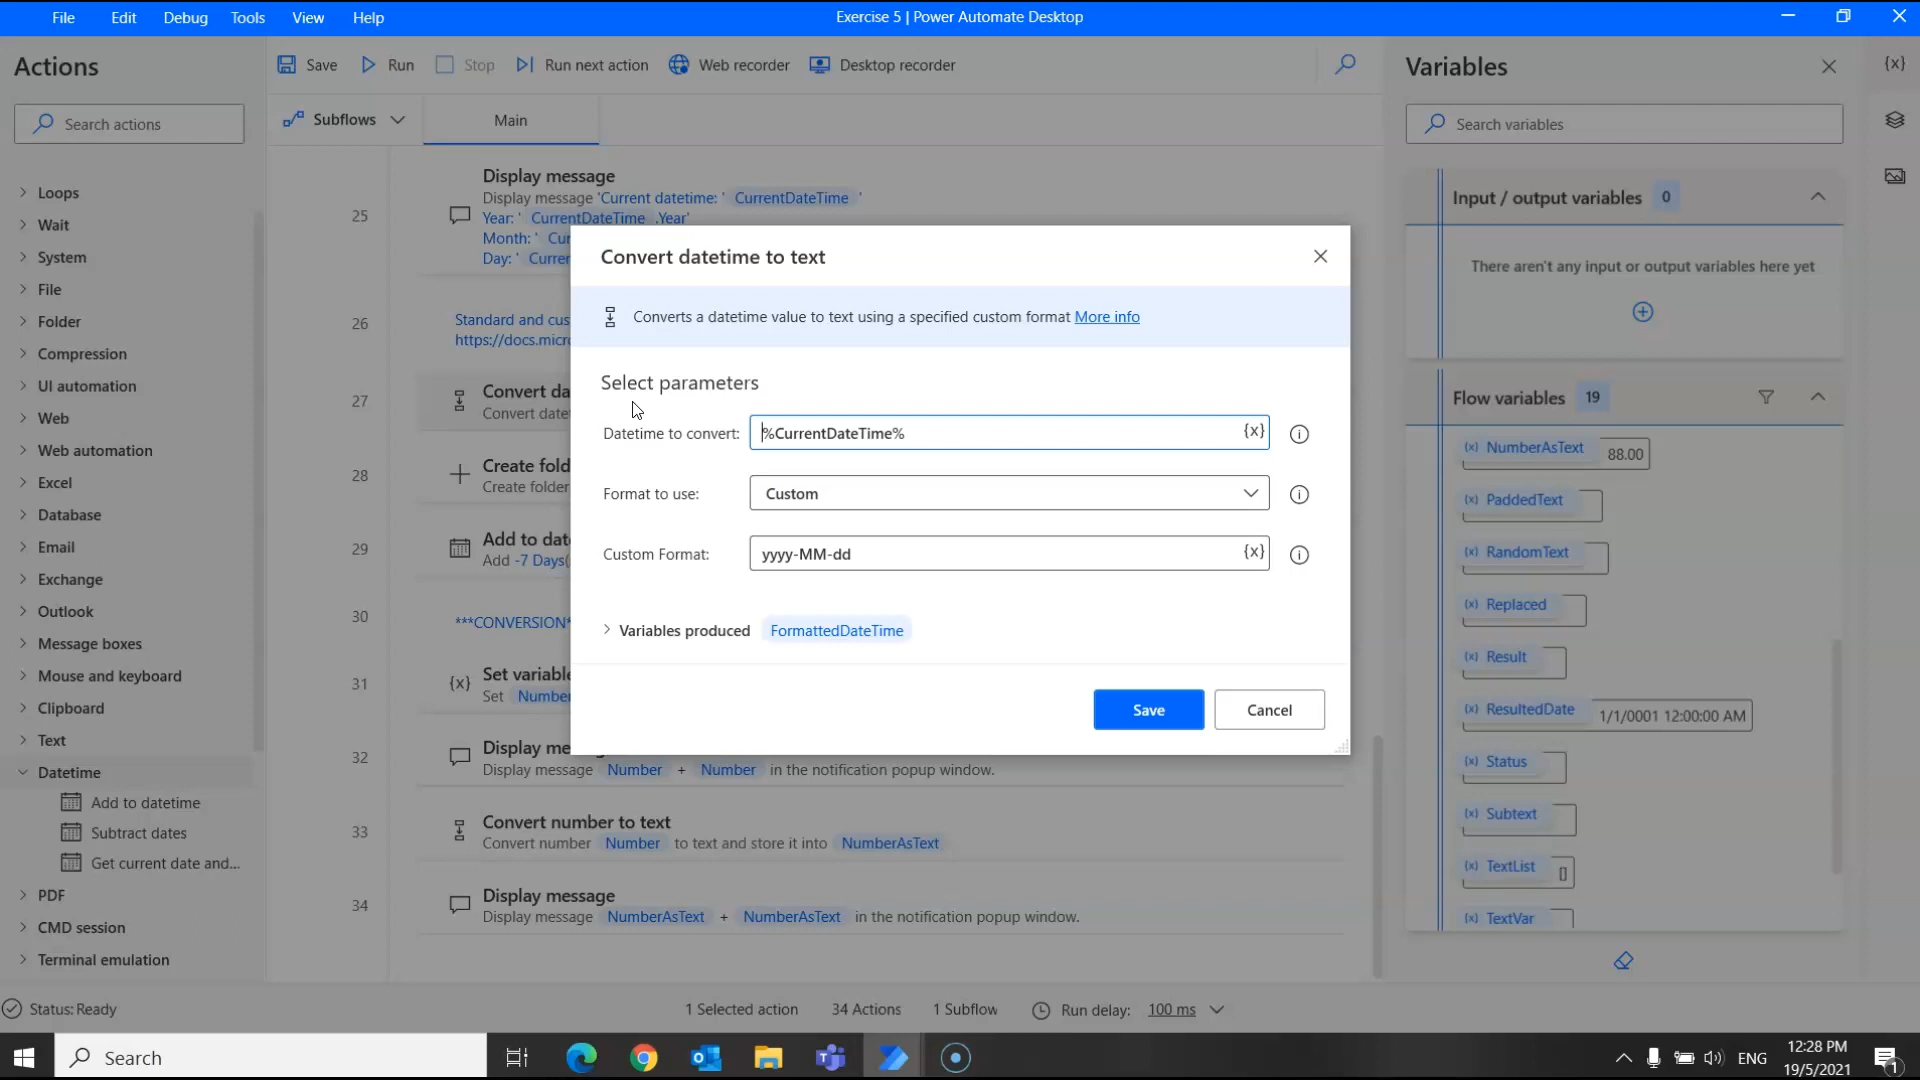 File Edit Debug Tools View Help
Exercise 5 | Power Automate Desktop
Actions
Search actions
Loops
Wait
System
File
Folder
Compression
UI automation
Web
Web automation
Excel
Database
Email
Exchange
Outlook
Message boxes
Mouse and keyboard
Clipboard
Text
Datetime
Add to datetime
Subtract dates
Get current date and...
PDF
CMD session
Terminal emulation
Save Run Stop Run next action Web recorder Desktop recorder
Subflows Main
25
Display message
Display message 'Current datetime: ' CurrentDateTime '
Year: ' CurrentDateTime .Year'
Month: ' Cur
Day: ' Curren
26
Standard and cus
https://docs.micro
27
Convert da
Convert datet
28
Create fold
Create folder
29
Add to dat
Add -7 Days(
30
***CONVERSION*
31
{x} Set variable
Set Number
32
Display me
Display message Number + Number in the notification popup window.
33
Convert number to text
Convert number Number to text and store it into NumberAsText
34
Display message
Display message NumberAsText + NumberAsText in the notification popup window.
Convert datetime to text
Converts a datetime value to text using a specified custom format More info
Select parameters
Datetime to convert: %CurrentDateTime% {x}
Format to use: Custom
Custom Format: yyyy-MM-dd {x}
Variables produced FormattedDateTime
Save Cancel
Variables
{x}
Search variables
Input / output variables 0
There aren't any input or output variables here yet
Flow variables 19
(x) NumberAsText 88.00
(x) PaddedText
(x) RandomText
(x) Replaced
(x) Result
(x) ResultedDate 1/1/0001 12:00:00 AM
(x) Status
(x) Subtext
(x) TextList []
(x) TextVar
Status: Ready 1 Selected action 34 Actions 1 Subflow Run delay: 100 ms
Search
ENG
12:28 PM
19/5/2021
1